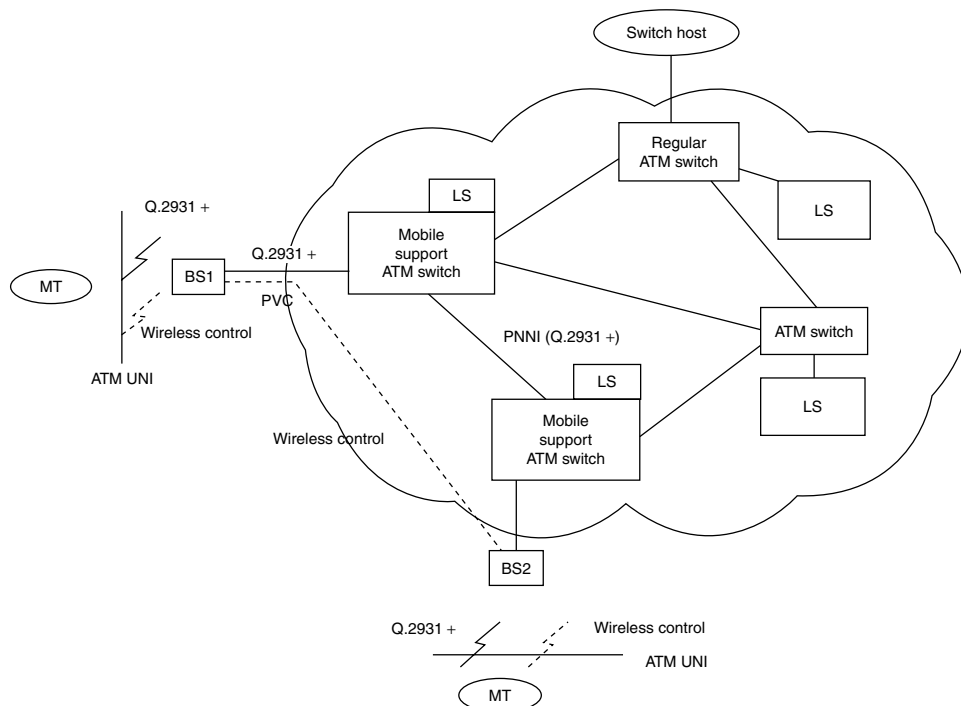 Switch host
Regular
ATM switch
LS
LS
Q.2931 +
Mobile
support
ATM switch
Q.2931 +
BS1
MT
PVC
Wireless control
ATM UNI
PNNI (Q.2931 +)
ATM switch
LS
LS
Mobile
support
ATM switch
Wireless control
BS2
Q.2931 +
Wireless control
ATM UNI
MT